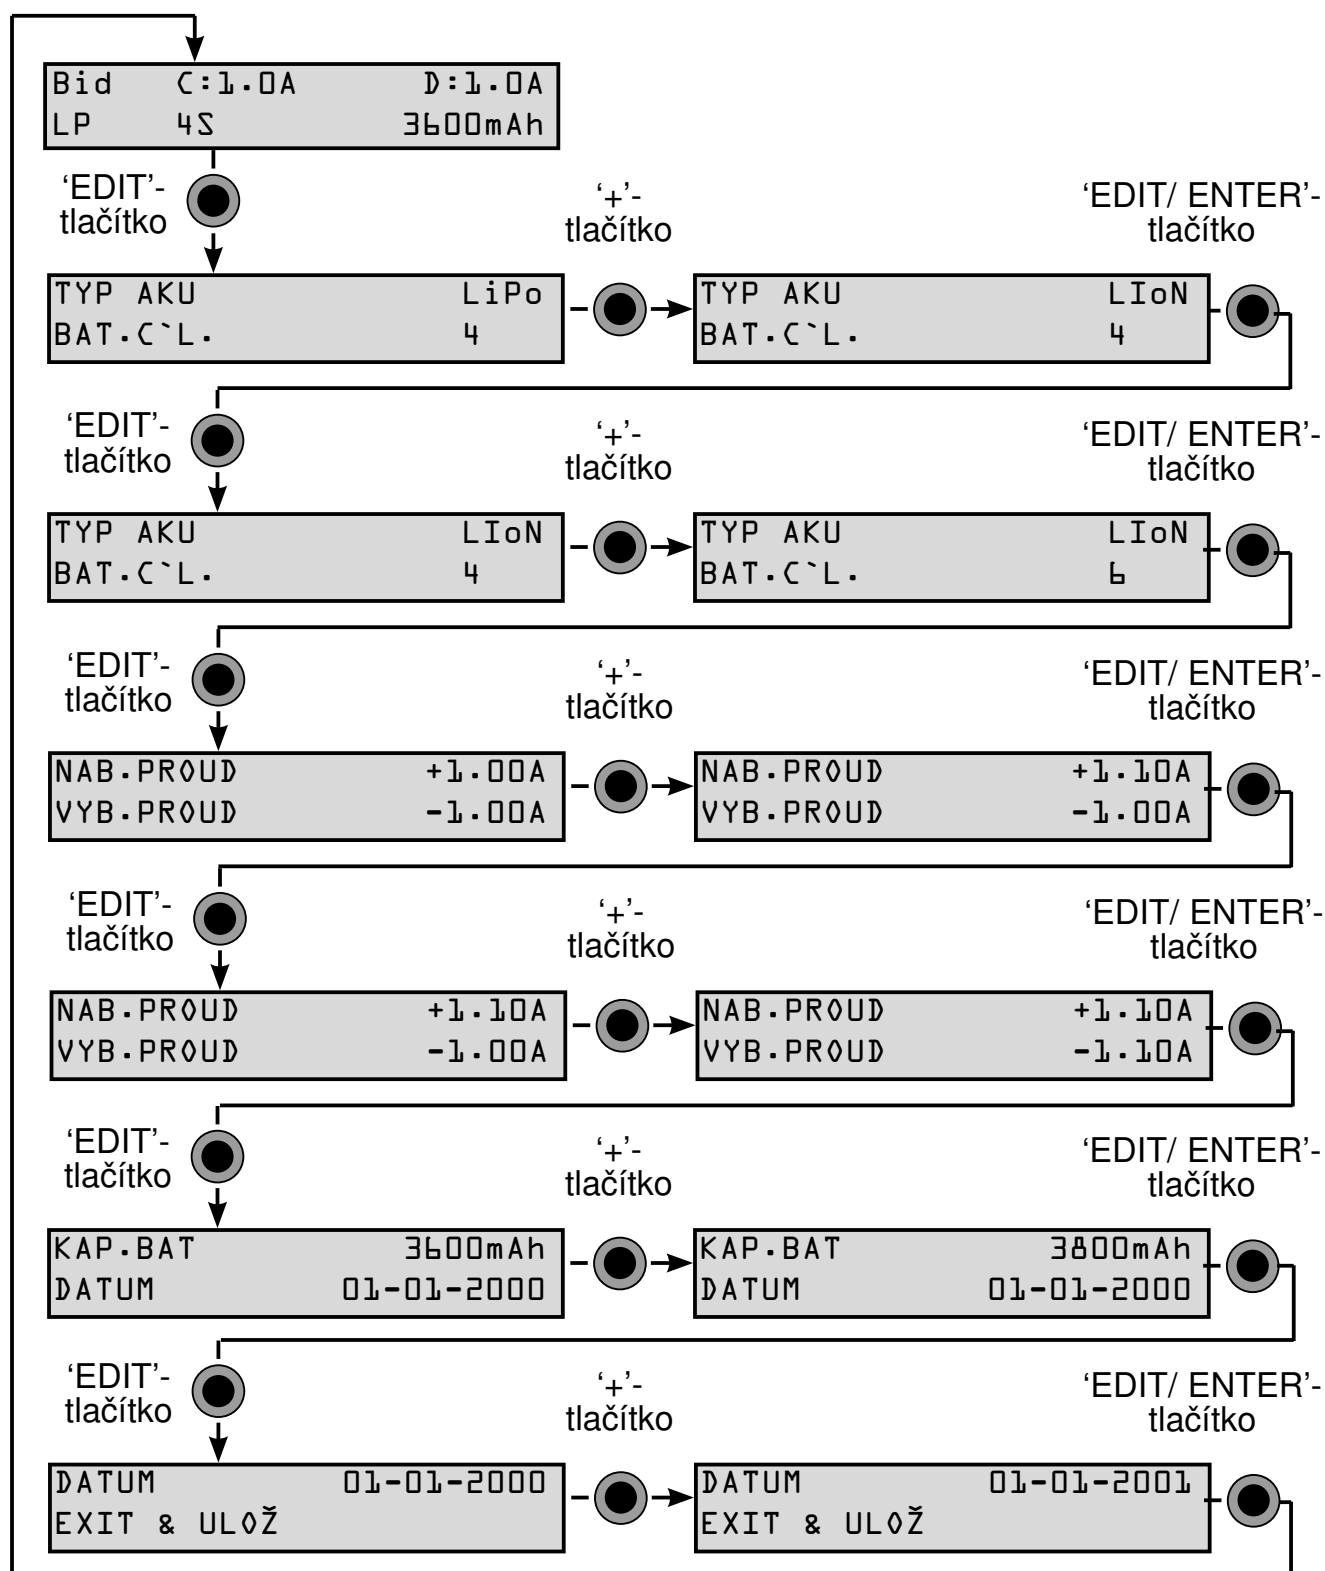 Bid C:1.0A D:1.0A
LP 4S 3600mAh
‘EDIT’-
tlačítko
‘+’-
tlačítko
‘EDIT/ ENTER’-
tlačítko
TYP AKU LiPo
BAT.C`L. 4
TYP AKU LIoN
BAT.C`L. 4
‘EDIT’-
tlačítko
‘+’-
tlačítko
‘EDIT/ ENTER’-
tlačítko
TYP AKU LIoN
BAT.C`L. 4
TYP AKU LIoN
BAT.C`L. 6
‘EDIT’-
tlačítko
‘+’-
tlačítko
‘EDIT/ ENTER’-
tlačítko
NAB.PROUD +1.00A
VYB.PROUD -1.00A
NAB.PROUD +1.10A
VYB.PROUD -1.00A
‘EDIT’-
tlačítko
‘+’-
tlačítko
‘EDIT/ ENTER’-
tlačítko
NAB.PROUD +1.10A
VYB.PROUD -1.00A
NAB.PROUD +1.10A
VYB.PROUD -1.10A
‘EDIT’-
tlačítko
‘+’-
tlačítko
‘EDIT/ ENTER’-
tlačítko
KAP.BAT 3600mAh
DATUM 01-01-2000
KAP.BAT 3800mAh
DATUM 01-01-2000
‘EDIT’-
tlačítko
‘+’-
tlačítko
‘EDIT/ ENTER’-
tlačítko
DATUM 01-01-2000
EXIT & ULOŽ
DATUM 01-01-2001
EXIT & ULOŽ